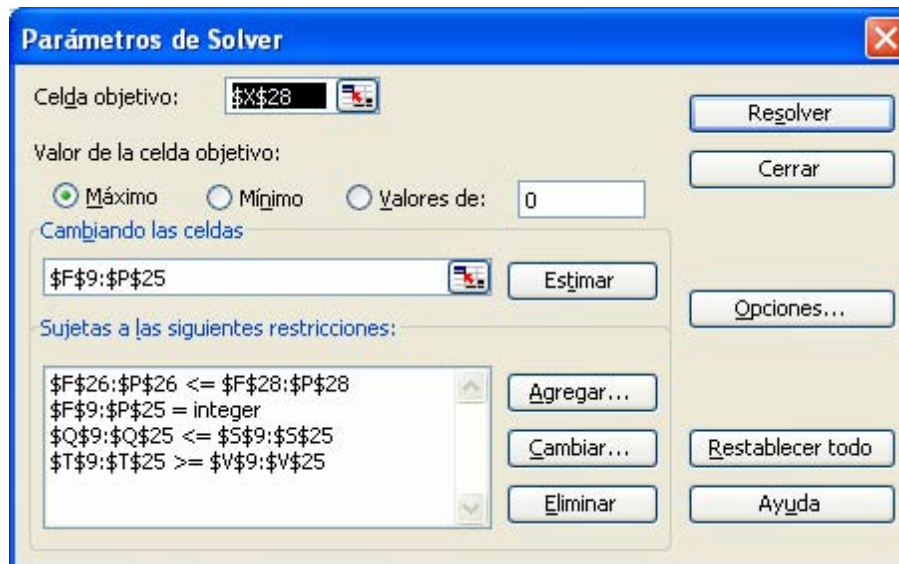 Parámetros de Solver
Celda objetivo: $X$28
Resolver
Valor de la celda objetivo:
Cerrar
Máximo Mínimo Valores de: 0
Cambiando las celdas
$F$9:$P$25 Estimar
Opciones...
Sujetas a las siguientes restricciones:
$F$26:$P$26 <= $F$28:$P$28
$F$9:$P$25 = integer
$Q$9:$Q$25 <= $S$9:$S$25
$T$9:$T$25 >= $V$9:$V$25
Agregar...
Cambiar...
Restablecer todo
Eliminar
Ayuda